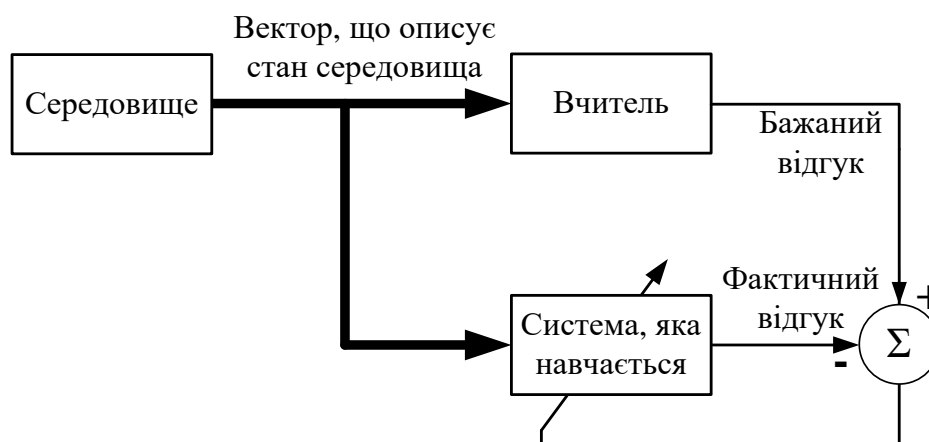 Вектор, що описує
стан середовища
Середовище
Вчитель
Бажаний
відгук
Фактичний
відгук
Система, яка
навчається
+
-
Σ